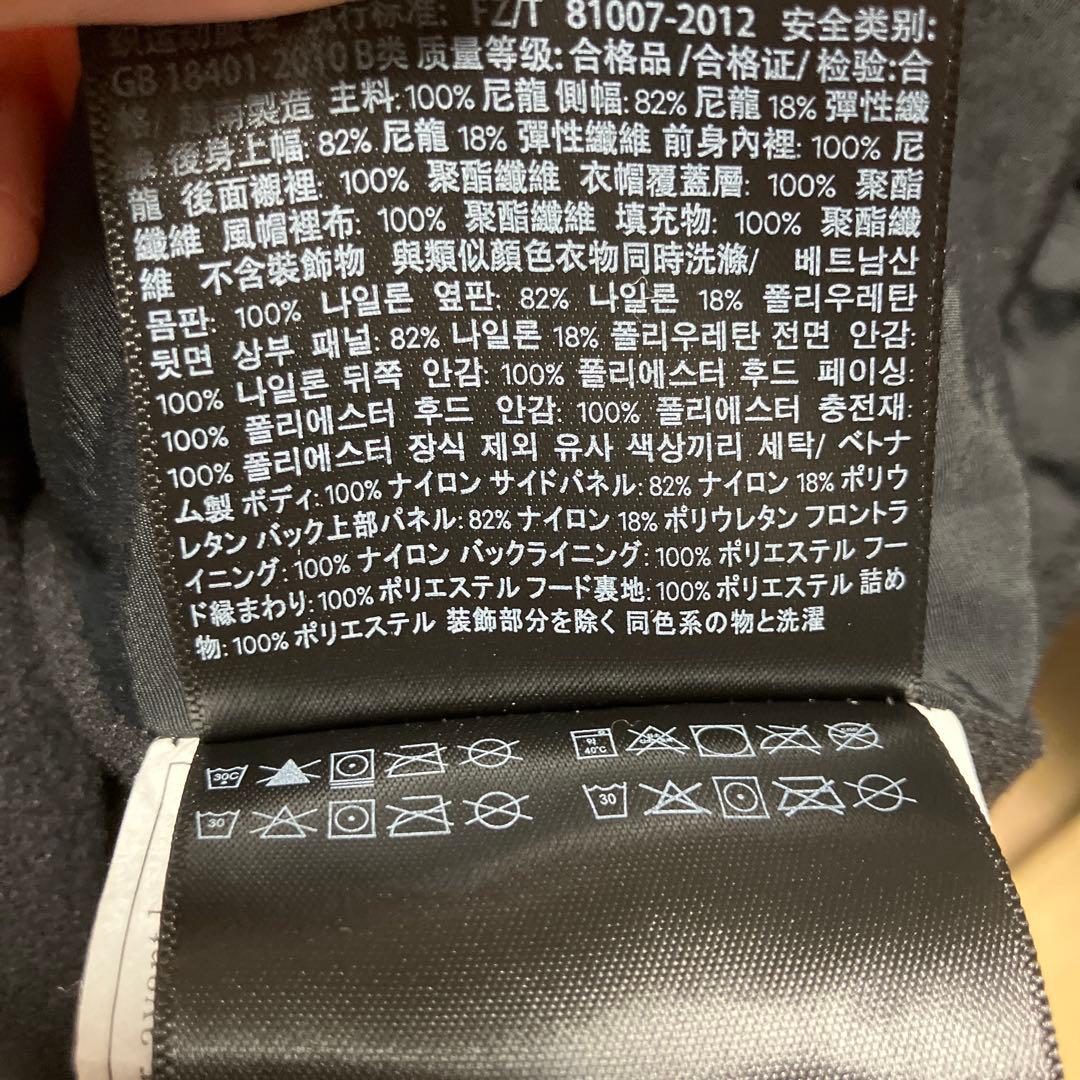 执行标准: FZ/T 81007-2012 安全类别:
GB 18401-2010 B类 质量等级:合格品 /合格证/ 检验:合
格/ 越南製造 主料:100% 尼龍 側幅: 82% 尼龍 18% 彈性纖
維 後身上幅: 82% 尼龍 18% 彈性纖維 前身內裡: 100% 尼
龍 後面襯裡: 100% 聚酯纖維 衣帽覆蓋層: 100% 聚酯
纖維 風帽裡布: 100% 聚酯纖維 填充物: 100% 聚酯纖
維 不含裝飾物 與類似顏色衣物同時洗滌/ 베트남산
몸판: 100% 나일론 옆판: 82% 나일론 18% 폴리우레탄
뒷면 상부 패널: 82% 나일론 18% 폴리우레탄 전면 안감:
100% 나일론 뒤쪽 안감: 100% 폴리에스터 후드 페이싱:
100% 폴리에스터 후드 안감: 100% 폴리에스터 충전재:
100% 폴리에스터 장식 제외 유사 색상끼리 세탁/ ベトナ
ム製 ボディ: 100% ナイロン サイドパネル: 82% ナイロン 18% ポリウ
レタン バック上部パネル: 82% ナイロン 18% ポリウレタン フロントラ
イニング: 100% ナイロン バックライニング: 100% ポリエステル フー
ド縁まわり: 100% ポリエステル フード裏地: 100% ポリエステル 詰め
物: 100% ポリエステル 装飾部分を除く 同色系の物と洗濯
30C 약 40°C
30 30